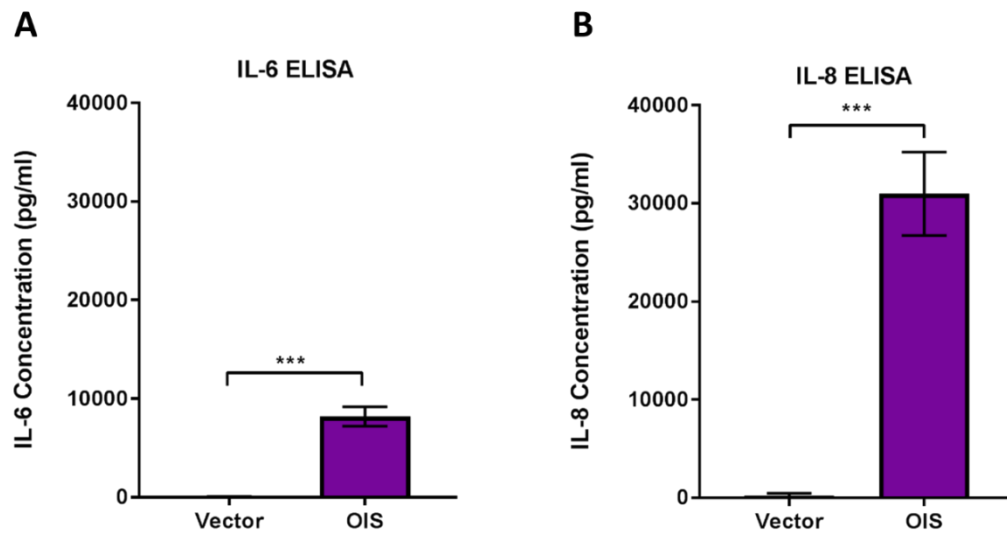 A
IL-6 ELISA
IL-6 Concentration (pg/ml)
40000
30000
20000
10000
0
***
Vector
OIS
B
IL-8 ELISA
IL-8 Concentration (pg/ml)
40000
30000
20000
10000
0
***
Vector
OIS